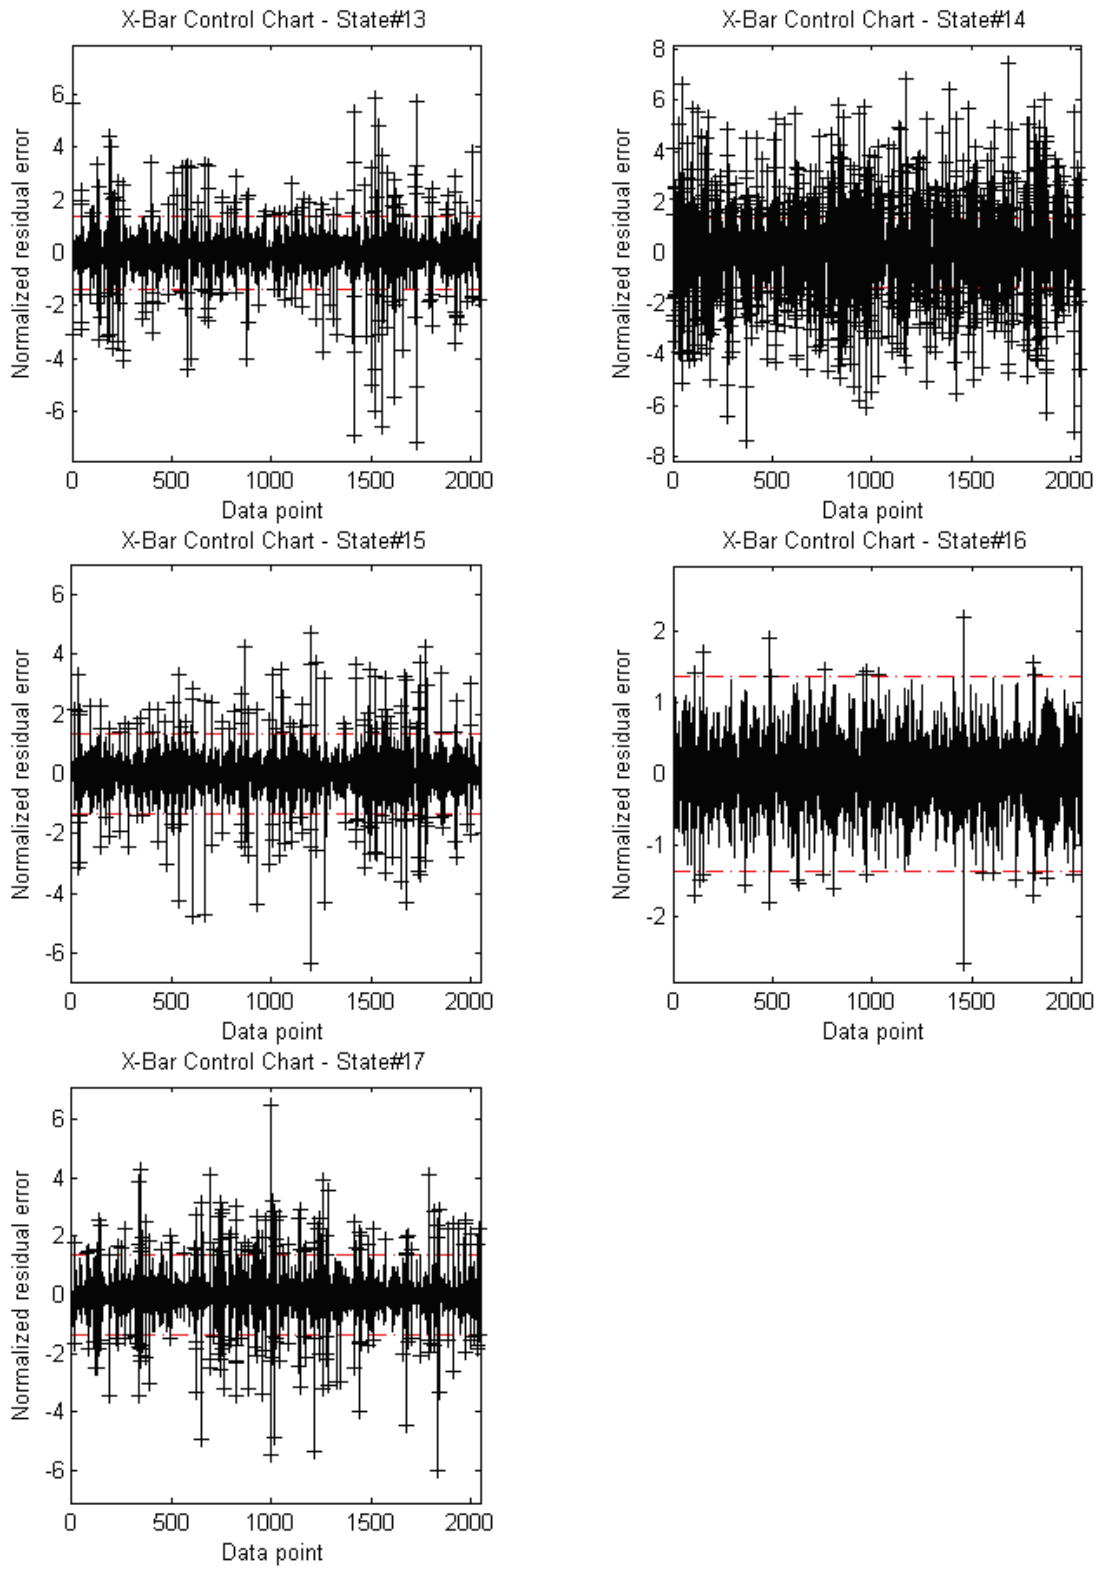 X-Bar Control Chart - State#13
Normalized residual error
6
4
2
0
-2
-4
-6
0 500 1000 1500 2000
Data point
X-Bar Control Chart - State#14
Normalized residual error
8
6
4
2
0
-2
-4
-6
-8
0 500 1000 1500 2000
Data point
X-Bar Control Chart - State#15
Normalized residual error
6
4
2
0
-2
-4
-6
0 500 1000 1500 2000
Data point
X-Bar Control Chart - State#16
Normalized residual error
2
1
0
-1
-2
0 500 1000 1500 2000
Data point
X-Bar Control Chart - State#17
Normalized residual error
6
4
2
0
-2
-4
-6
0 500 1000 1500 2000
Data point